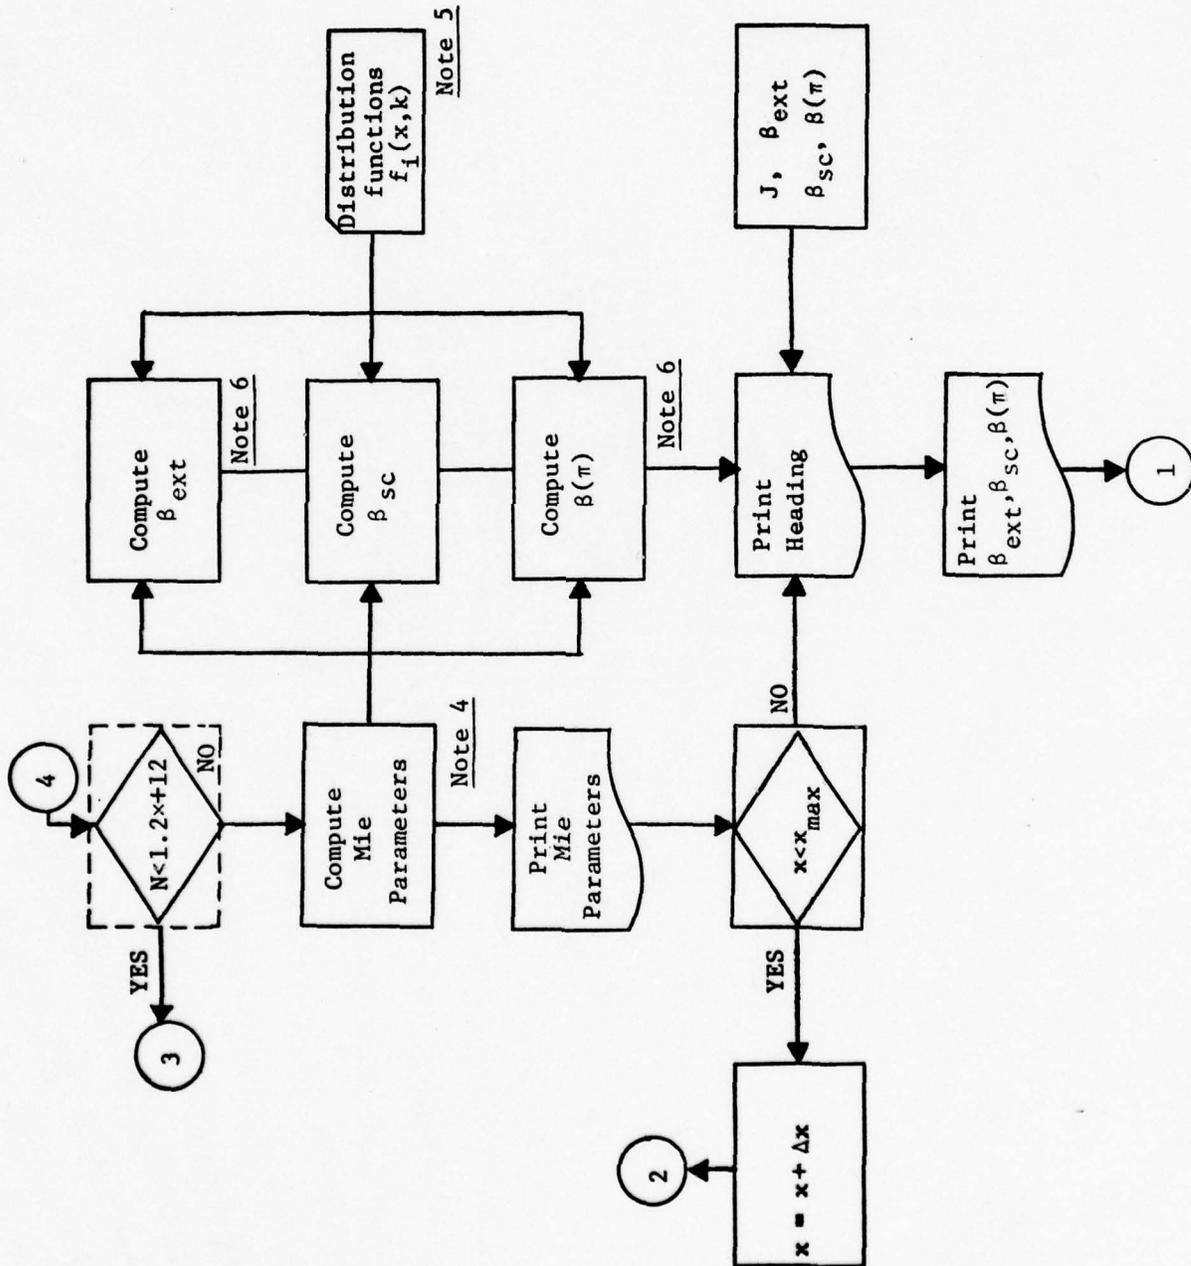 4
N<1.2x+12
YES
NO
3
Compute
Mie
Parameters
Note 4
Print
Mie
Parameters
x<x_max
YES
NO
x = x + Δx
2
Compute
β_ext
Note 6
Compute
β_sc
Compute
β(π)
Note 6
Distribution
functions
f_i(x,k)
Note 5
Print
Heading
J, β_ext
β_sc, β(π)
Print
β_ext, β_sc, β(π)
1